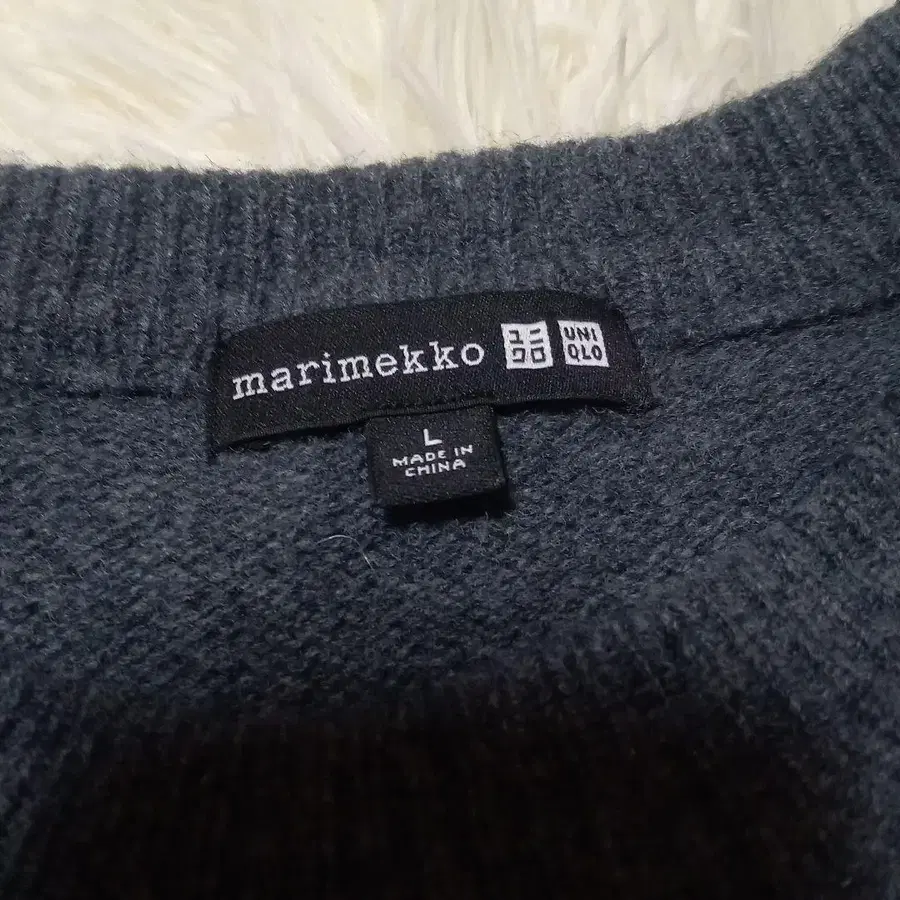 marimekko ユニ UNI
クロ QLO
L
MADE IN
CHINA